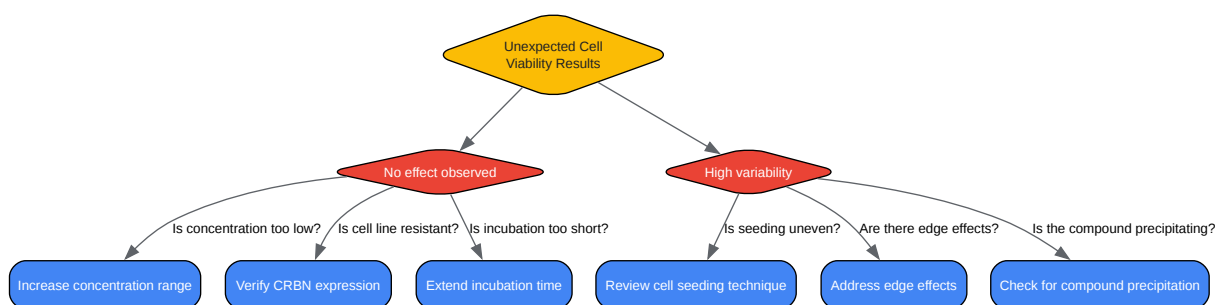 Unexpected Cell
Viability Results
No effect observed
High variability
Is concentration too low?
Is cell line resistant?
Is incubation too short?
Is seeding uneven?
Are there edge effects?
Is the compound precipitating?
Increase concentration range
Verify CRBN expression
Extend incubation time
Review cell seeding technique
Address edge effects
Check for compound precipitation